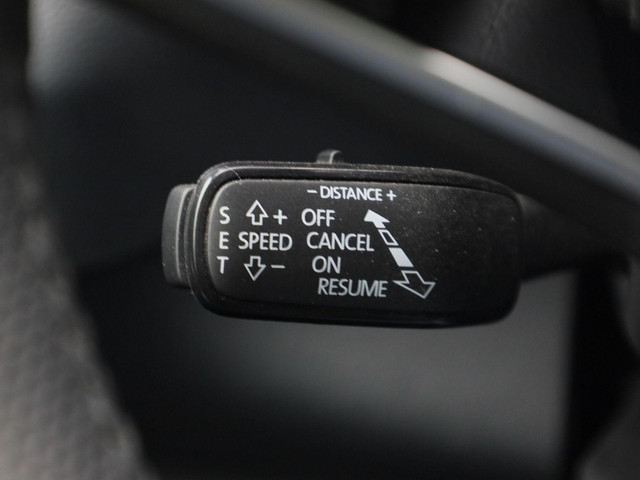 - DISTANCE +
S + OFF
E SPEED CANCEL
T - ON
RESUME